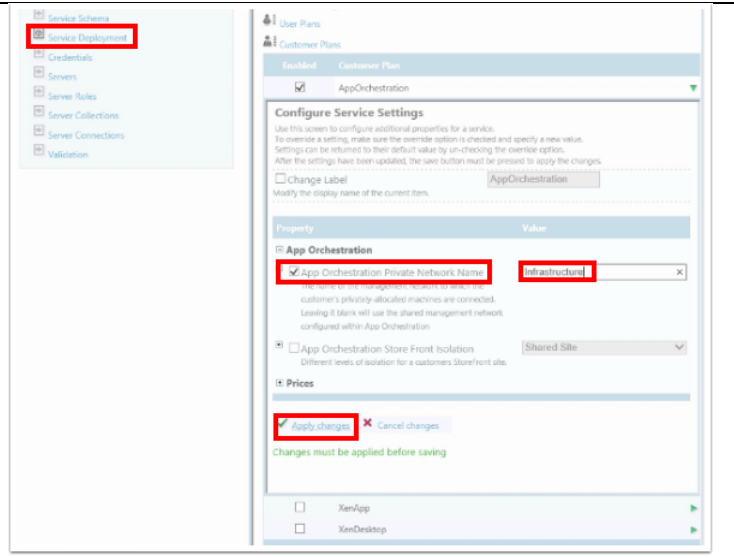 Service Schema
Service Deployment
Credentials
Servers
Server Roles
Server Collections
Server Connections
Validation
User Plans
Customer Plans
Enabled Customer Plan
AppOrchestration
Configure Service Settings
Use this screen to configure additional properties for a service.
To override a setting, make sure the override option is checked and specify a new value.
Settings can be returned to their default value by un-checking the override option.
After the settings have been updated, the save button must be pressed to apply the changes.
Change Label AppOrchestration
Modify the display name of the current item.
Property Value
App Orchestration
App Orchestration Private Network Name Infrastructure
The name of the management network to which the
customer's privately-allocated machines are connected.
Leaving it blank will use the shared management network
configured within App Orchestration
App Orchestration Store Front Isolation Shared Site
Different levels of isolation for a customers StoreFront site.
Prices
Apply changes Cancel changes
Changes must be applied before saving
XenApp
XenDesktop